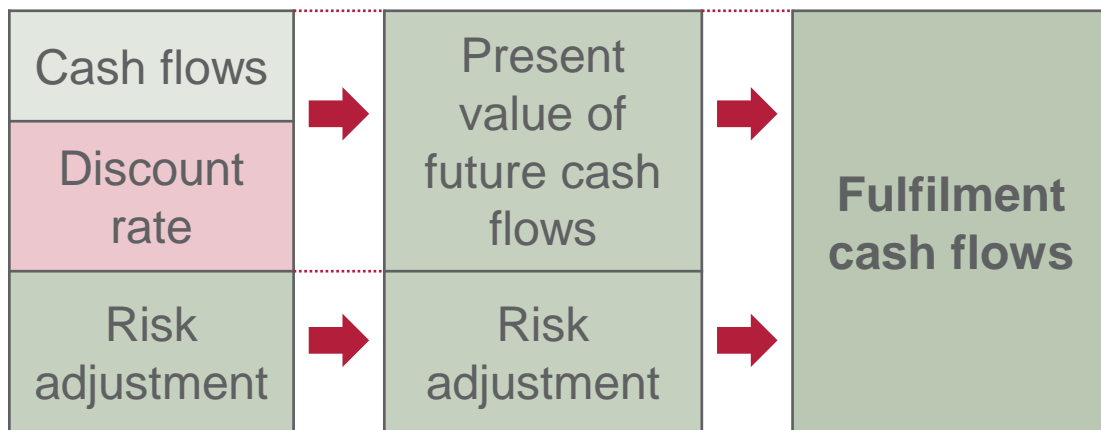 Cash flows
Discount
rate
Risk
adjustment
Present
value of
future cash
flows
Risk
adjustment
Fulfilment
cash flows